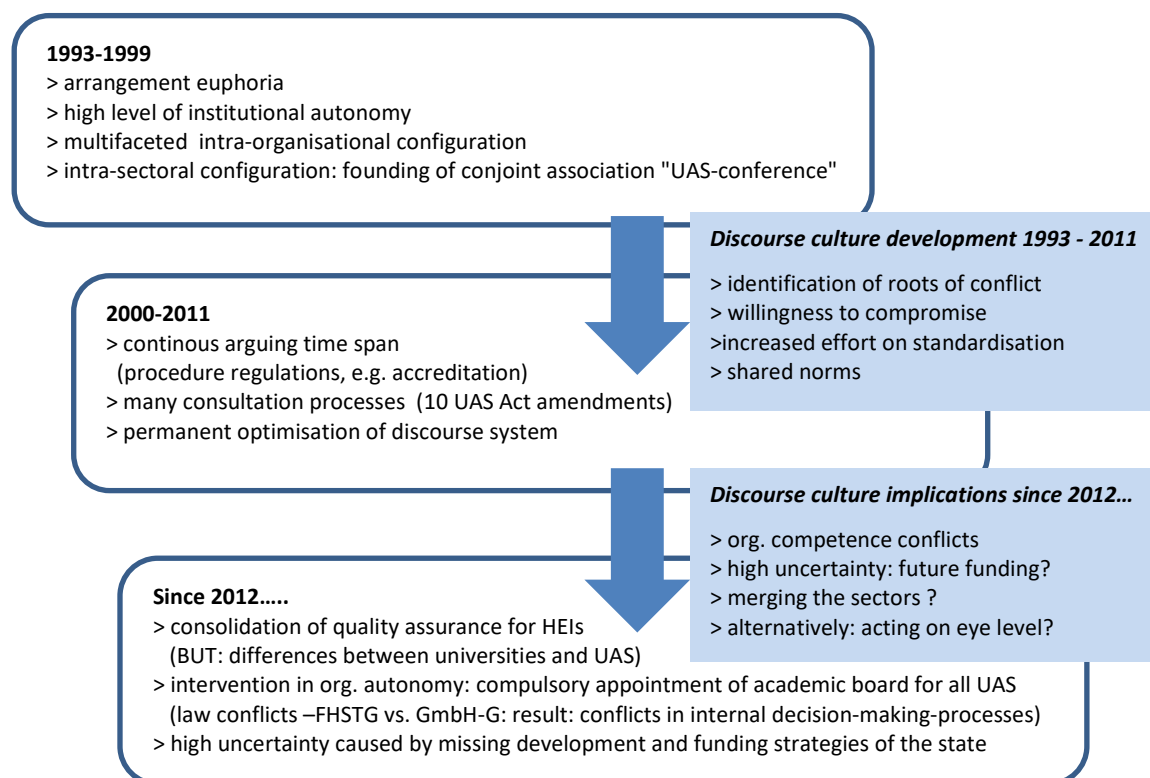 1993-1999
> arrangement euphoria
> high level of institutional autonomy
> multifaceted intra-organisational configuration
> intra-sectoral configuration: founding of conjoint association "UAS-conference"
Discourse culture development 1993 - 2011
> identification of roots of conflict
> willingness to compromise
>increased effort on standardisation
> shared norms
2000-2011
> continous arguing time span
(procedure regulations, e.g. accreditation)
> many consultation processes (10 UAS Act amendments)
> permanent optimisation of discourse system
Discourse culture implications since 2012…
> org. competence conflicts
> high uncertainty: future funding?
> merging the sectors ?
> alternatively: acting on eye level?
Since 2012…..
> consolidation of quality assurance for HEIs
(BUT: differences between universities and UAS)
> intervention in org. autonomy: compulsory appointment of academic board for all UAS
(law conflicts –FHSTG vs. GmbH-G: result: conflicts in internal decision-making-processes)
> high uncertainty caused by missing development and funding strategies of the state